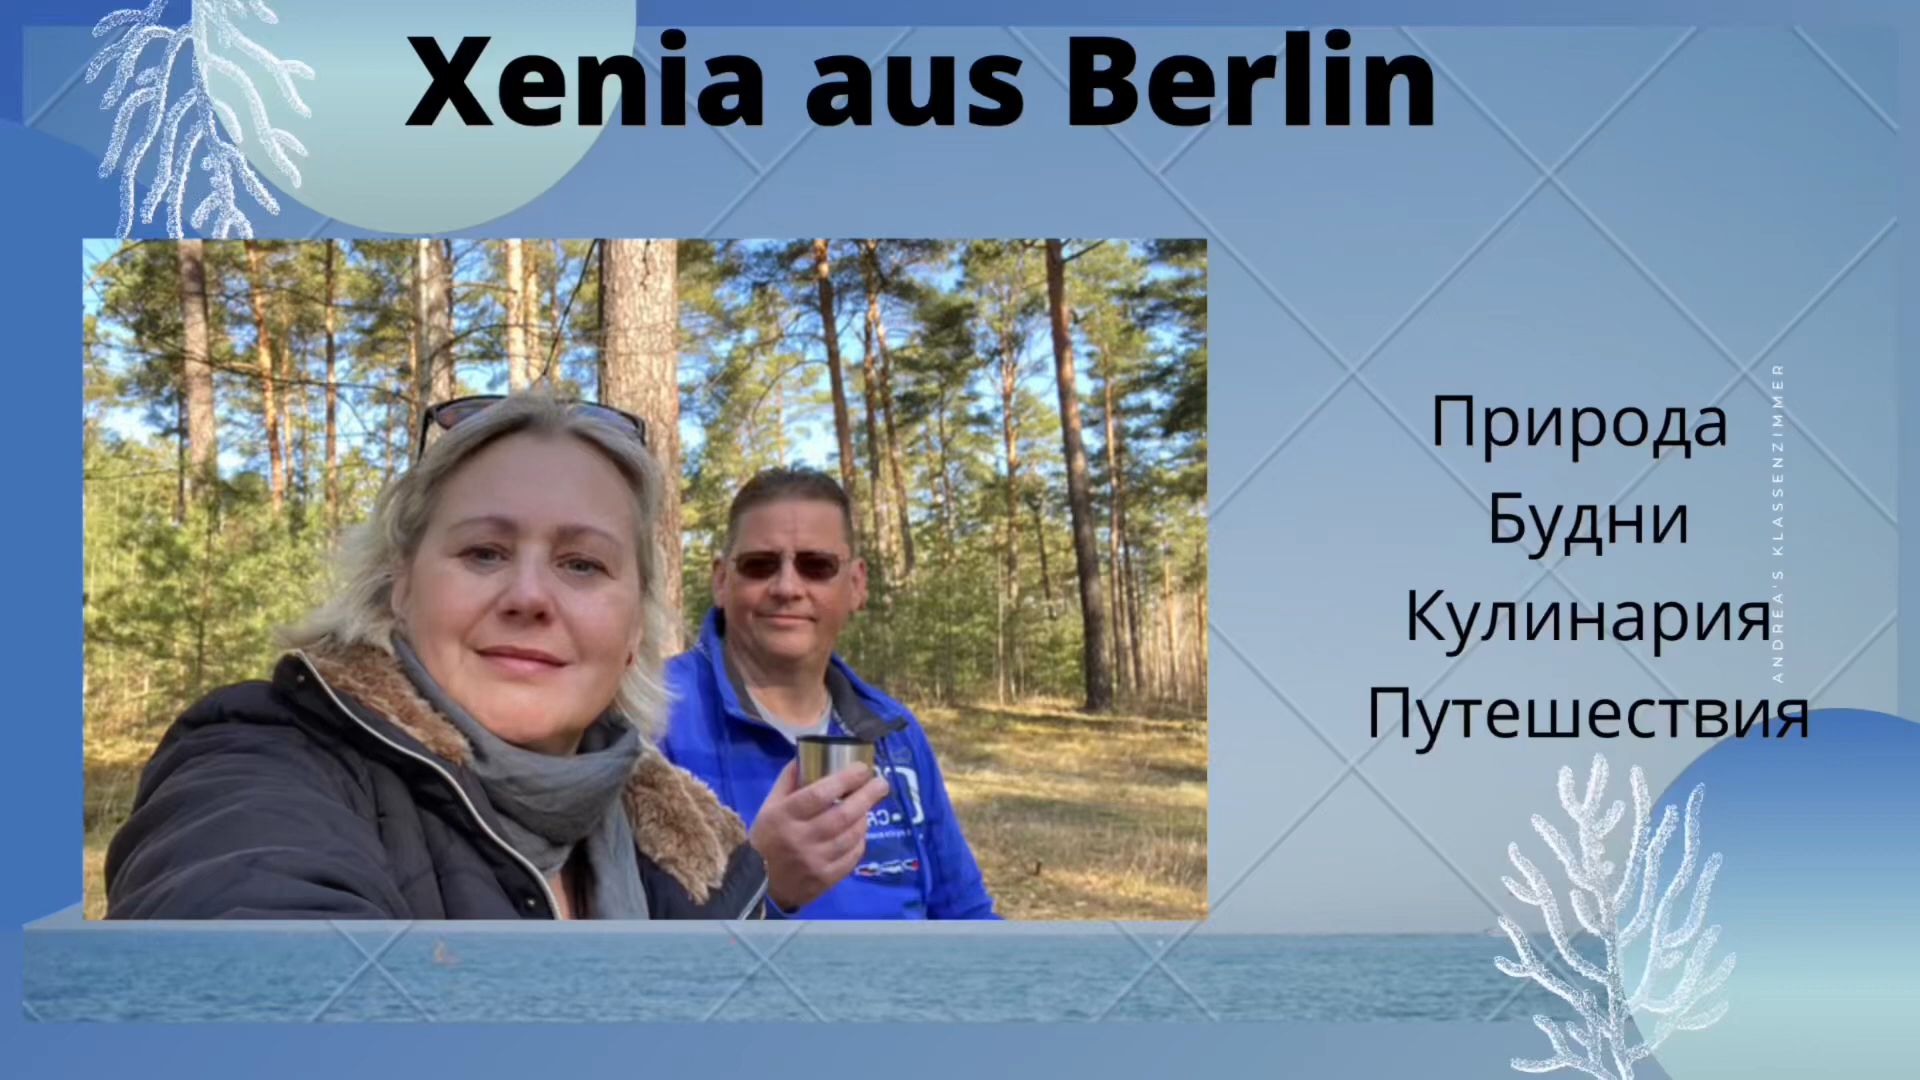 Xenia aus Berlin
Природа
Будни
Кулинария
Путешествия
ANDREA'S KLASSENZIMMER